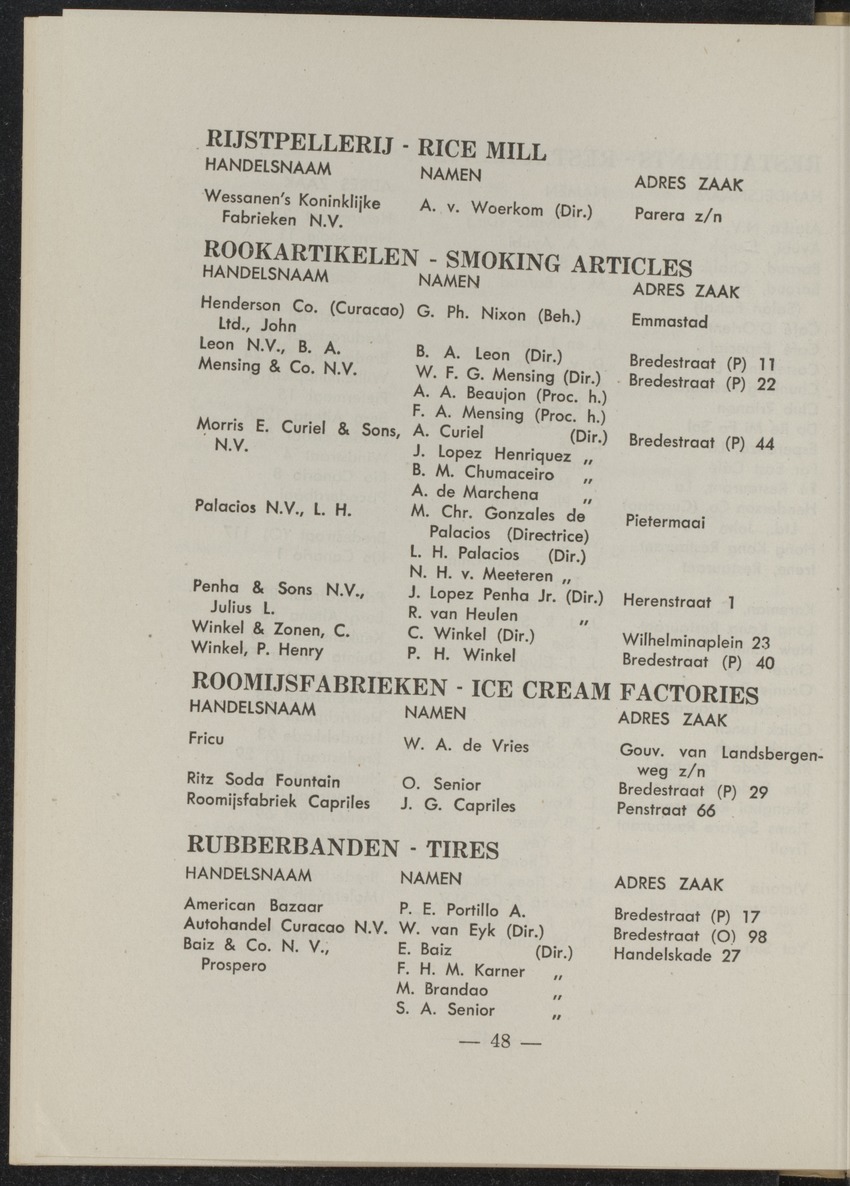 RIJSTPELLERIJ - RICE MILL
HANDELSNAAM NAMEN ADRES ZAAK
Wessanen's Koninklijke A. v. Woerkom (Dir.) Parera z/n
Fabrieken N.V.
ROOKARTIKELEN - SMOKING ARTICLES
HANDELSNAAM NAMEN ADRES ZAAK
Henderson Co. (Curacao) G. Ph. Nixon (Beh.) Emmastad
Ltd., John
Leon N.V., B. A. B. A. Leon (Dir.) Bredestraat (P) 11
Mensing & Co. N.V. W. F. G. Mensing (Dir.) Bredestraat (P) 22
A. A. Beaujon (Proc. h.)
F. A. Mensing (Proc. h.)
Morris E. Curiel & Sons, A. Curiel (Dir.) Bredestraat (P) 44
N.V. J. Lopez Henriquez „
B. M. Chumaceiro „
A. de Marchena „
Palacios N.V., L. H. M. Chr. Gonzales de Pietermaai
Palacios (Directrice)
L. H. Palacios (Dir.)
N. H. v. Meeteren „
Penha & Sons N.V., J. Lopez Penha Jr. (Dir.) Herenstraat 1
Julius L. R. van Heulen „
Winkel & Zonen, C. C. Winkel (Dir.) Wilhelminaplein 23
Winkel, P. Henry P. H. Winkel Bredestraat (P) 40
ROOMIJSFABRIEKEN - ICE CREAM FACTORIES
HANDELSNAAM NAMEN ADRES ZAAK
Fricu W. A. de Vries Gouv. van Landsbergen-
weg z/n
Ritz Soda Fountain O. Senior Bredestraat (P) 29
Roomijsfabriek Capriles J. G. Capriles Penstraat 66
RUBBERBANDEN - TIRES
HANDELSNAAM NAMEN ADRES ZAAK
American Bazaar P. E. Portillo A. Bredestraat (P) 17
Autohandel Curacao N.V. W. van Eyk (Dir.) Bredestraat (O) 98
Baiz & Co. N. V., E. Baiz (Dir.) Handelskade 27
Prospero F. H. M. Karner „
M. Brandao „
S. A. Senior „
— 48 —